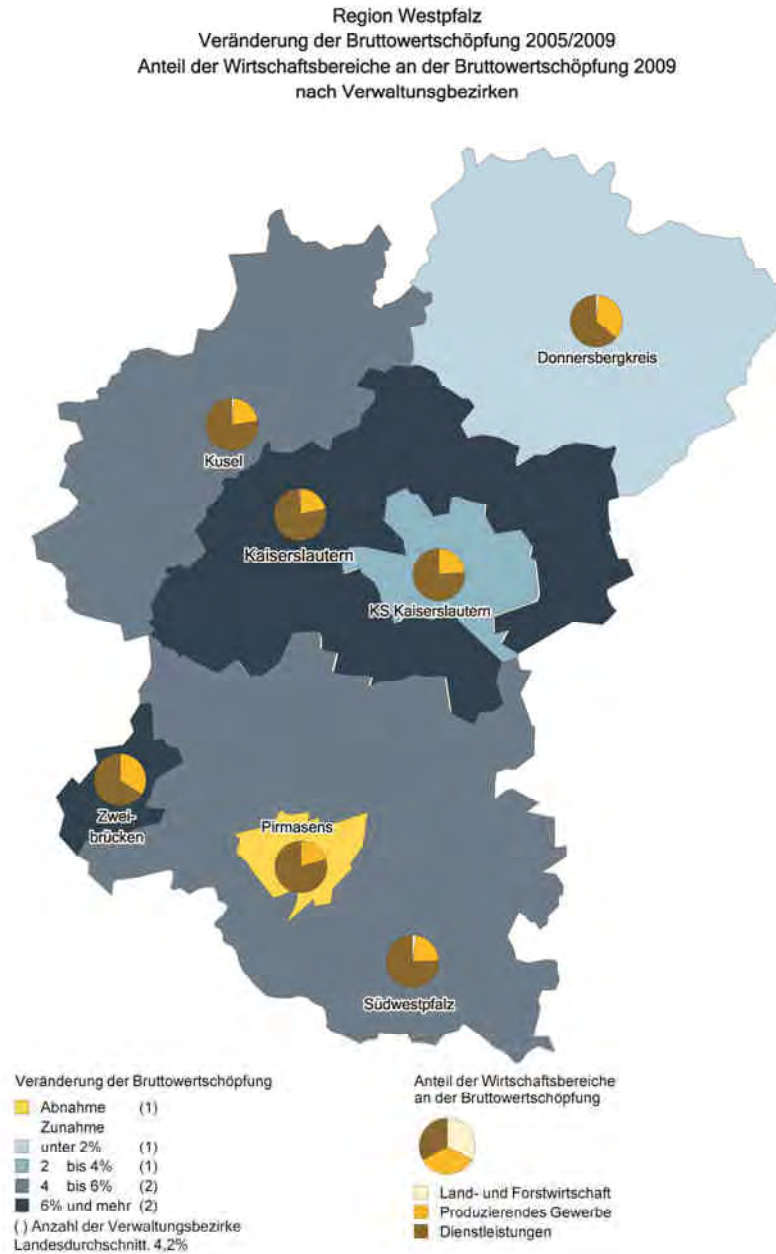 Region Westpfalz
Veränderung der Bruttowertschöpfung 2005/2009
Anteil der Wirtschaftsbereiche an der Bruttowertschöpfung 2009
nach Verwaltunsgbezirken
Donnersbergkreis
Kusel
Kaiserslautern
KS Kaiserslautern
Zwei-
brücken
Pirmasens
Südwestpfalz
Veränderung der Bruttowertschöpfung
Abnahme (1)
Zunahme
unter 2% (1)
2 bis 4% (1)
4 bis 6% (2)
6% und mehr (2)
( ) Anzahl der Verwaltungsbezirke
Landesdurchschnitt. 4,2%
Anteil der Wirtschaftsbereiche
an der Bruttowertschöpfung
Land- und Forstwirtschaft
Produzierendes Gewerbe
Dienstleistungen